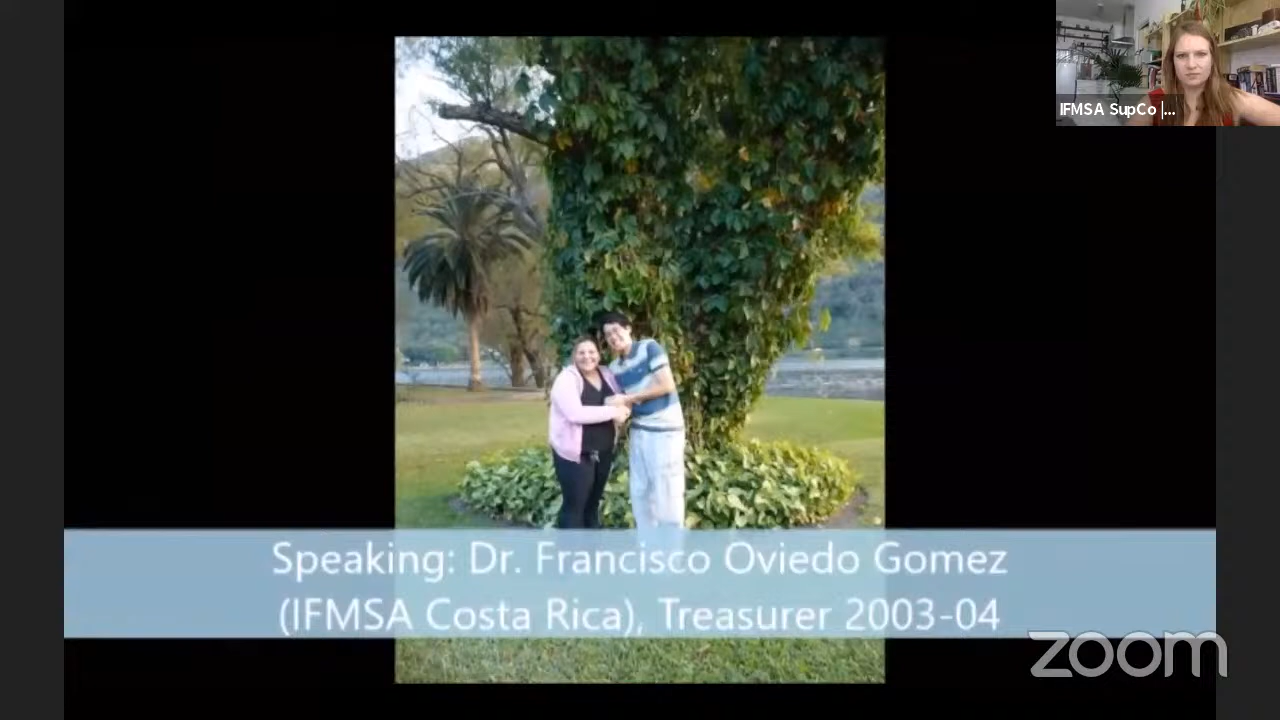 IFMSA SupCo |...
Speaking: Dr. Francisco Oviedo Gomez
(IFMSA Costa Rica), Treasurer 2003-04
zoom